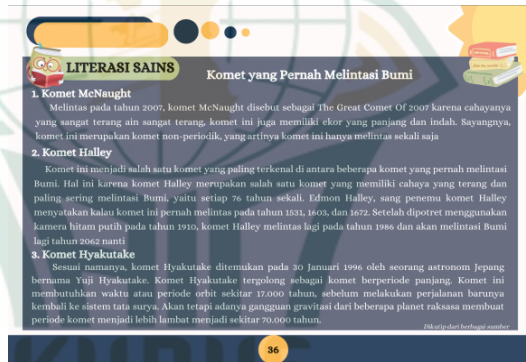 LITERASI SAINS
Komet yang Pernah Melintasi Bumi
1. Komet McNaught
Melintas pada tahun 2007, komet McNaught disebut sebagai The Great Comet Of 2007 karena cahayanya
yang sangat terang ain sangat terang, komet ini juga memiliki ekor yang panjang dan indah. Sayangnya,
komet ini merupakan komet non-periodik, yang artinya komet ini hanya melintas sekali saja
2. Komet Halley
Komet ini menjadi salah satu komet yang paling terkenal di antara beberapa komet yang pernah melintasi
Bumi. Hal ini karena komet Halley merupakan salah satu komet yang memiliki cahaya yang terang dan
paling sering melintasi Bumi, yaitu setiap 76 tahun sekali. Edmon Halley, sang penemu komet Halley
menyatakan kalau komet ini pernah melintas pada tahun 1531, 1603, dan 1672. Setelah dipotret menggunakan
kamera hitam putih pada tahun 1910, komet Halley melintas lagi pada tahun 1986 dan akan melintasi Bumi
lagi tahun 2062 nanti
3. Komet Hyakutake
Sesuai namanya, komet Hyakutake ditemukan pada 30 Januari 1996 oleh seorang astronom Jepang
bernama Yuji Hyakutake. Komet Hyakutake tergolong sebagai komet berperiode panjang. Komet ini
membutuhkan waktu atau periode orbit sekitar 17.000 tahun, sebelum melakukan perjalanan barunya
kembali ke sistem tata surya. Akan tetapi adanya gangguan gravitasi dari beberapa planet raksasa membuat
periode komet menjadi lebih lambat menjadi sekitar 70.000 tahun.
Dikutip dari berbagai sumber
36